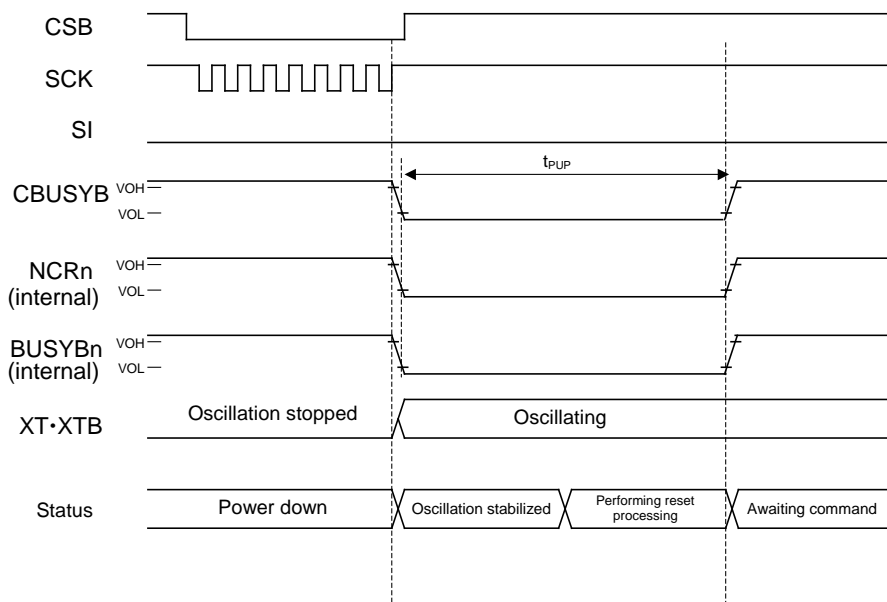 CSB
SCK
SI
tPUP
CBUSYB
VOH
VOL
NCRn
(internal)
VOH
VOL
BUSYBn
(internal)
VOH
VOL
XT・XTB
Oscillation stopped
Oscillating
Status
Power down
Oscillation stabilized
Performing reset
processing
Awaiting command